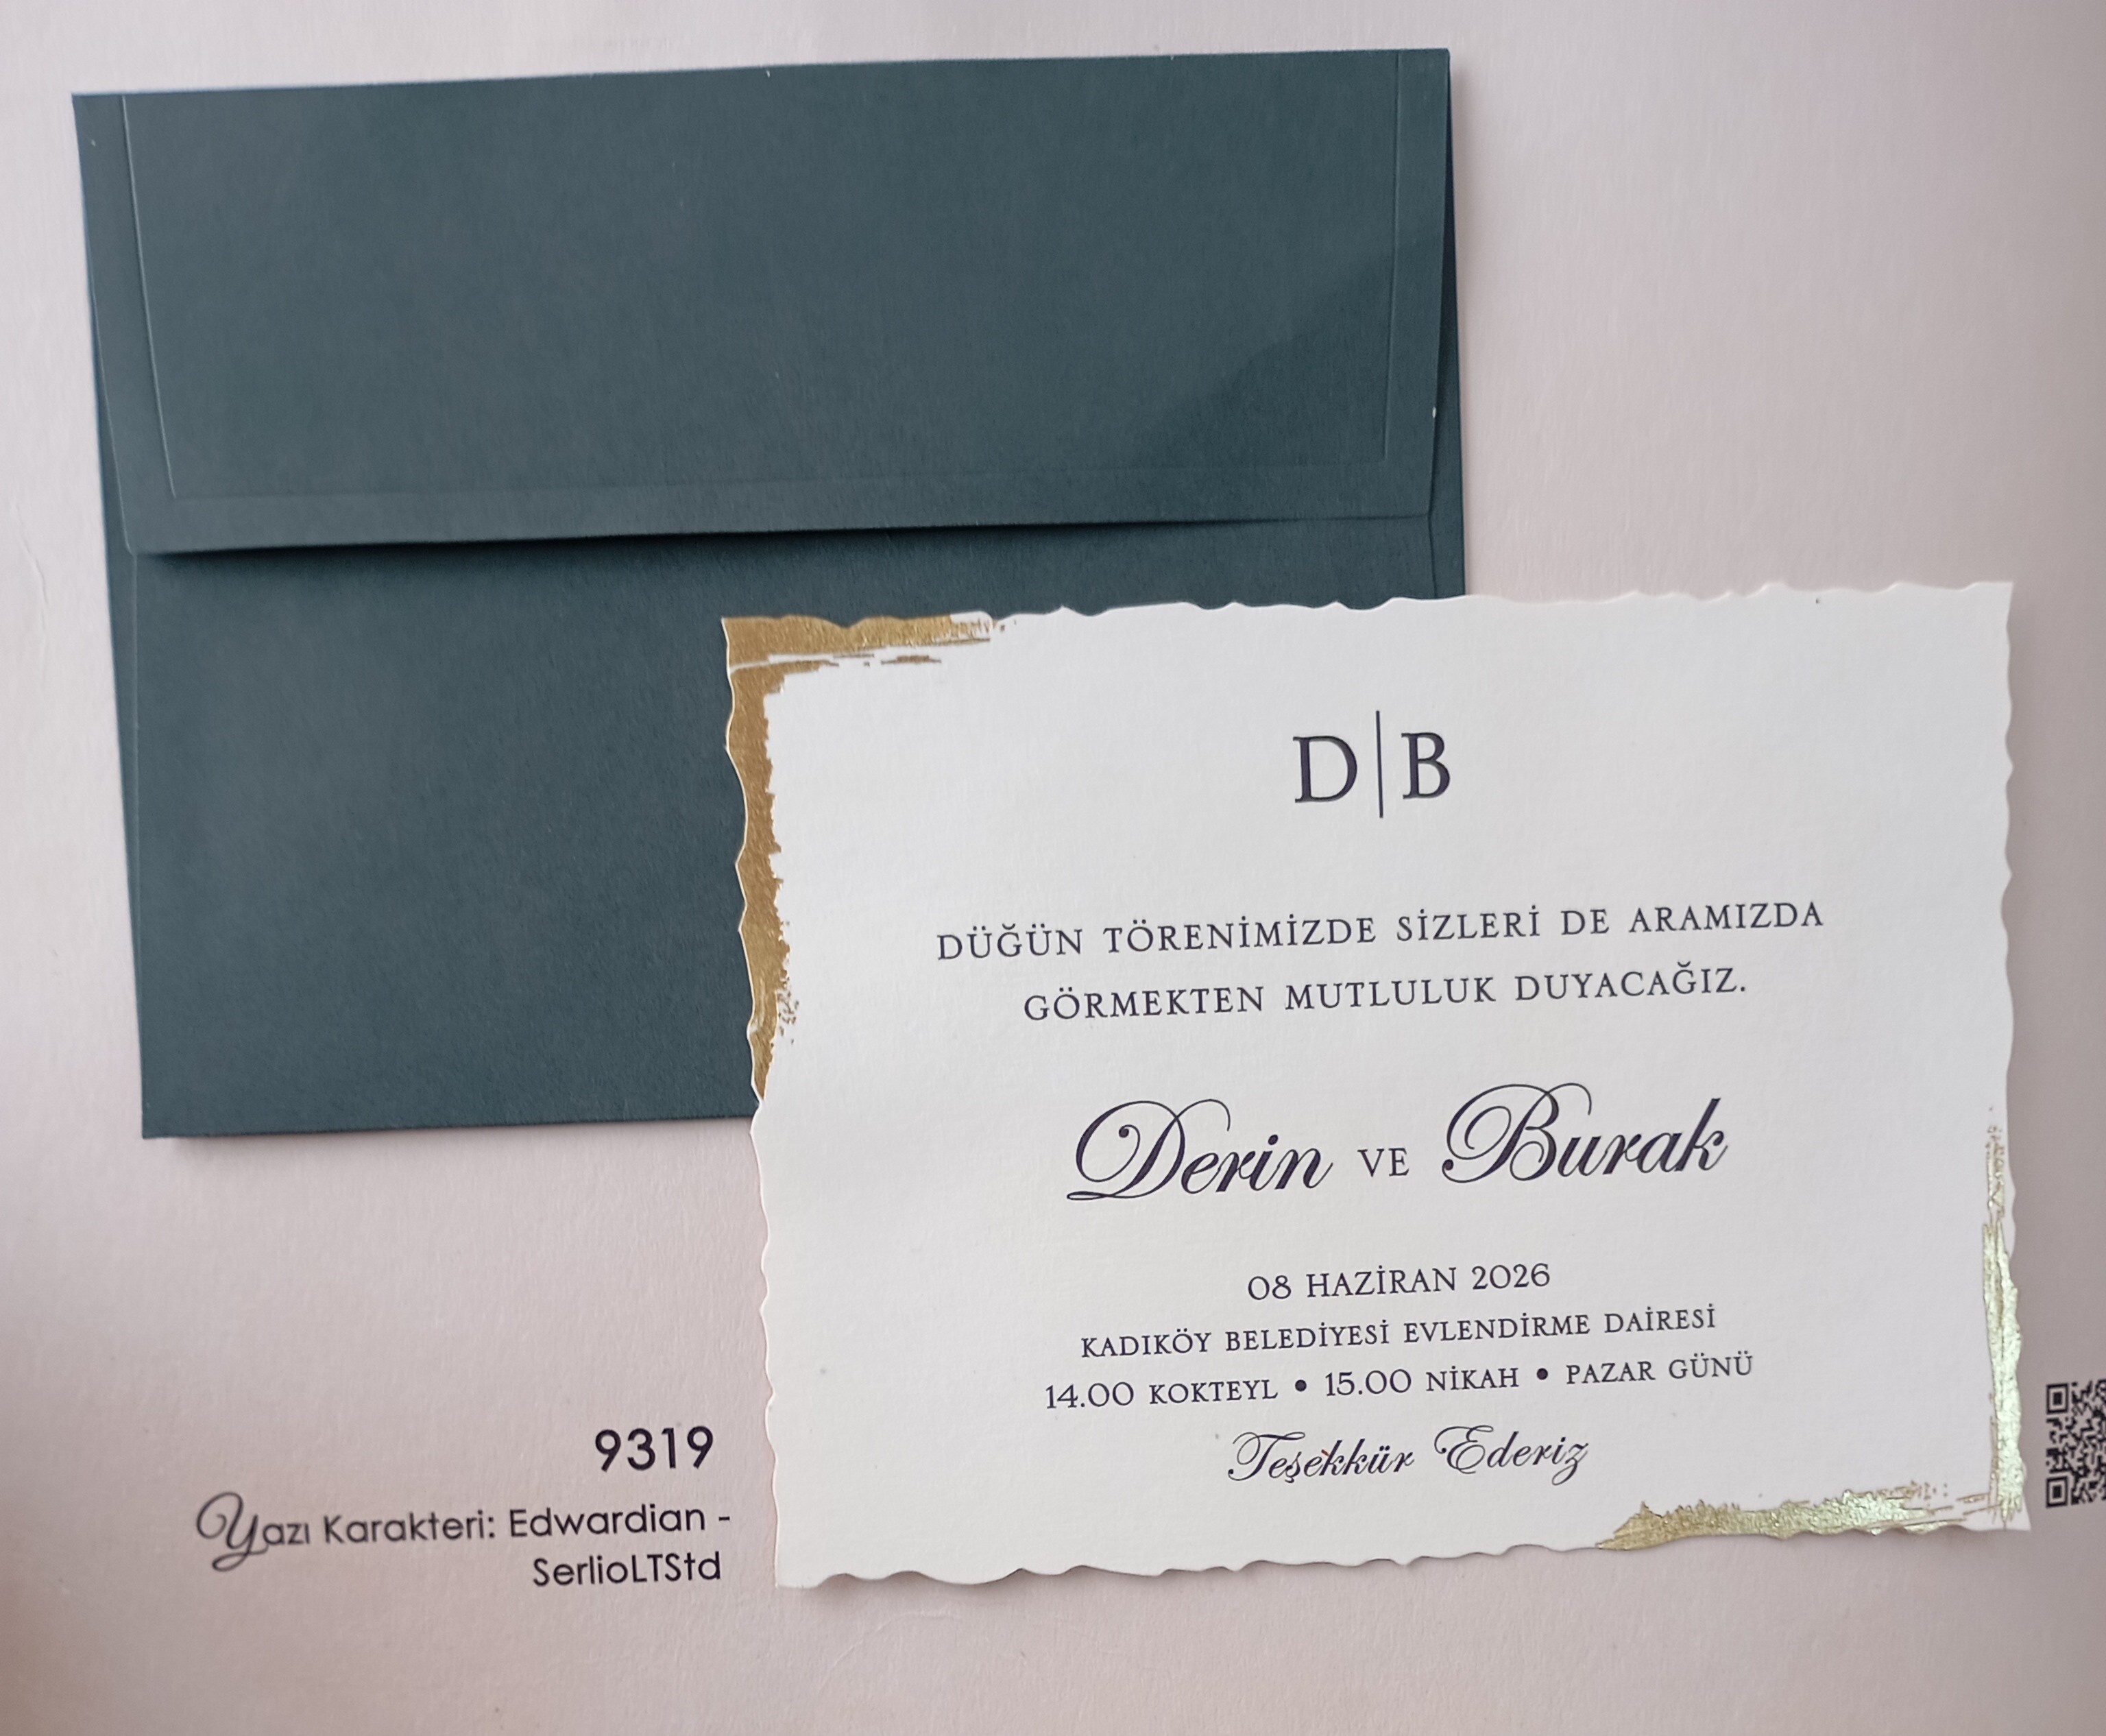 D|B
DÜĞÜN TÖRENİMİZDE SİZLERİ DE ARAMIZDA
GÖRMEKTEN MUTLULUK DUYACAĞIZ.
Derin VE Burak
08 HAZİRAN 2026
KADIKÖY BELEDİYESİ EVLENDİRME DAİRESİ
14.00 KOKTEYL • 15.00 NİKAH • PAZAR GÜNÜ
Teşekkür Ederiz
9319
Yazı Karakteri: Edwardian -
SerlioLTStd